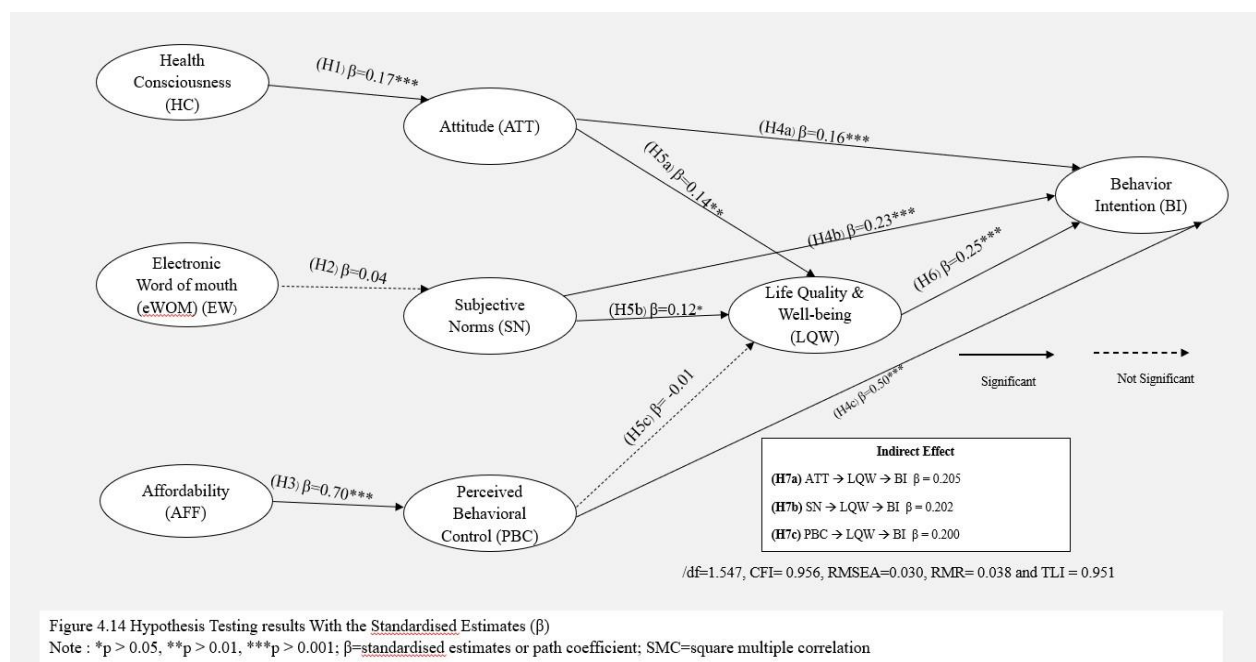 Health
Consciousness
(HC)
(H1) β=0.17***
Attitude (ATT)
(H4a) β=0.16***
(H5a) β=0.14**
Behavior
Intention (BI)
Electronic
Word of mouth
(eWOM) (EW)
(H2) β=0.04
Subjective
Norms (SN)
(H4b) β=0.23***
(H5b) β=0.12*
Life Quality &
Well-being
(LQW)
(H6) β=0.25***
Significant
Not Significant
(H5c) β= -0.01
(H4c) β=0.50***
Affordability
(AFF)
(H3) β=0.70***
Perceived
Behavioral
Control (PBC)
Indirect Effect
(H7a) ATT → LQW → BI β = 0.205
(H7b) SN → LQW → BI β = 0.202
(H7c) PBC → LQW → BI β = 0.200
/df=1.547, CFI= 0.956, RMSEA=0.030, RMR= 0.038 and TLI = 0.951
Figure 4.14 Hypothesis Testing results With the Standardised Estimates (β)
Note : *p > 0.05, **p > 0.01, ***p > 0.001; β=standardised estimates or path coefficient; SMC=square multiple correlation